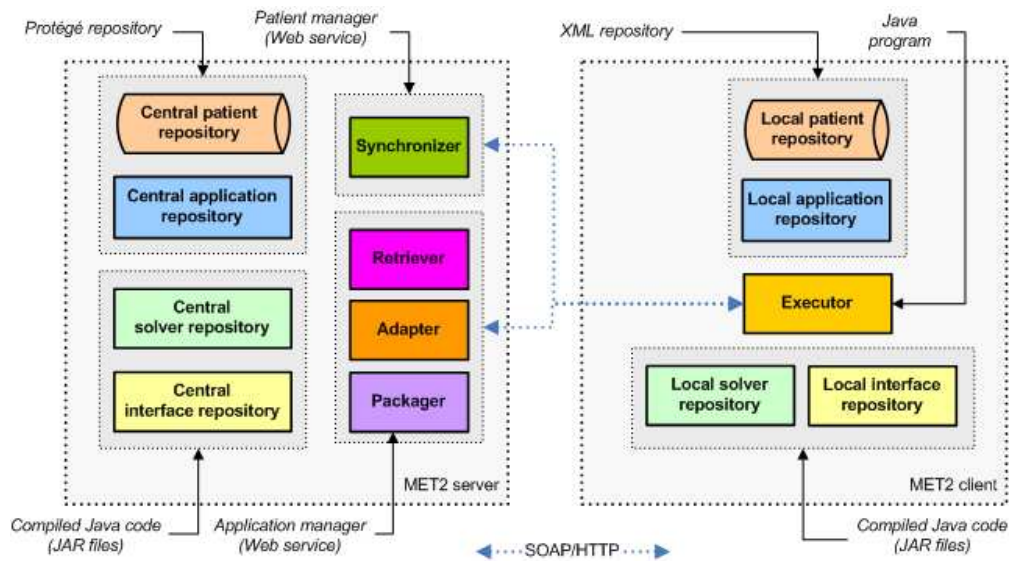 Protégé repository
Patient manager
(Web service)
XML repository
Java
program
Central patient
repository
Synchronizer
Local patient
repository
Central application
repository
Local application
repository
Retriever
Central
solver repository
Adapter
Executor
Central
interface repository
Packager
Local solver
repository
Local interface
repository
MET2 server
MET2 client
Compiled Java code
(JAR files)
Application manager
(Web service)
SOAP/HTTP
Compiled Java code
(JAR files)